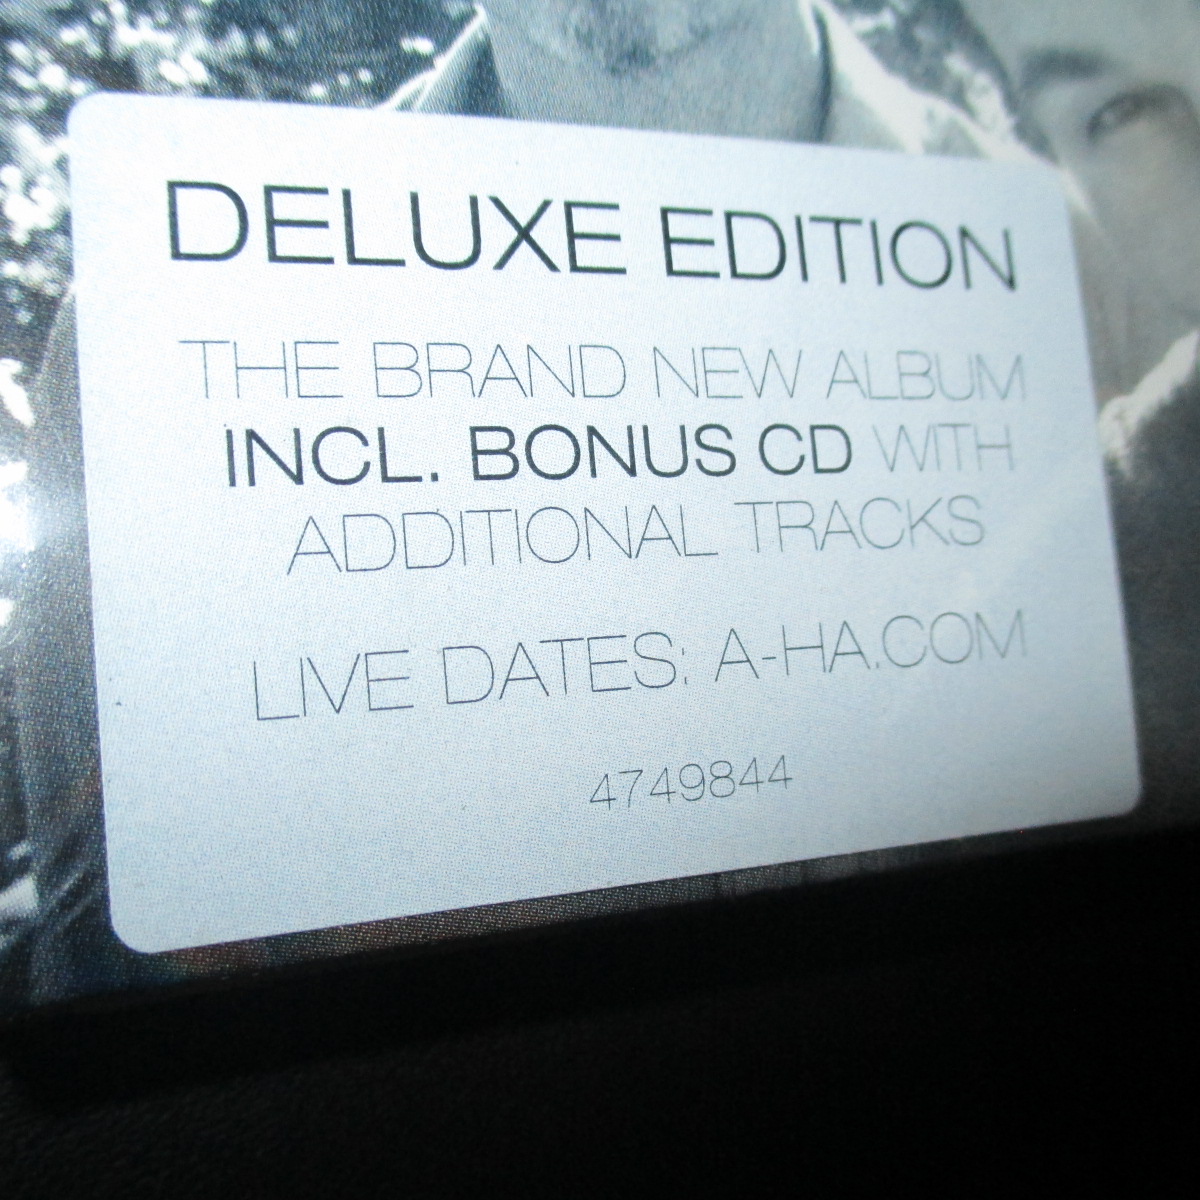 DELUXE EDITION
THE BRAND NEW ALBUM
INCL. BONUS CD WITH
ADDITIONAL TRACKS
LIVE DATES: A-HA.COM
4749844